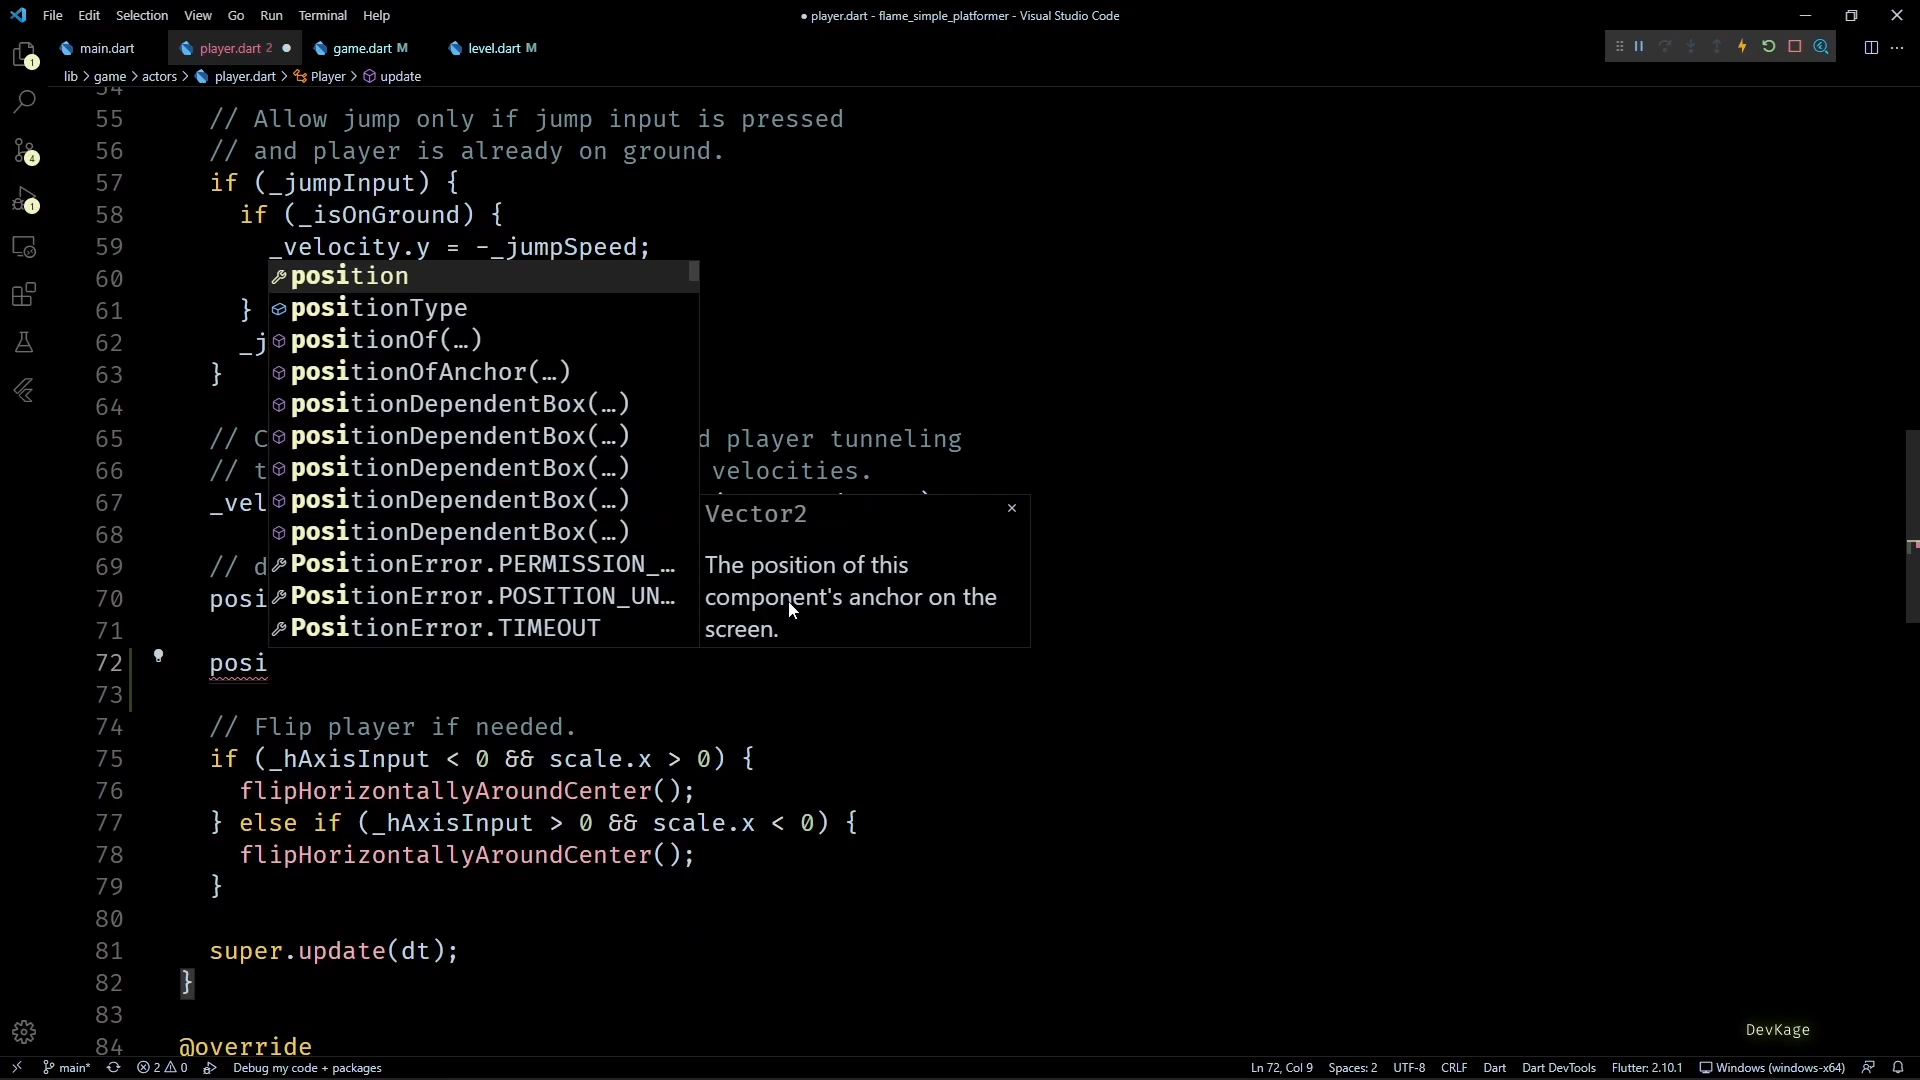 File Edit Selection View Go Run Terminal Help
● player.dart - flame_simple_platformer - Visual Studio Code
main.dart player.dart 2 ● game.dart M level.dart M
lib > game > actors > player.dart > Player > update
54
55 // Allow jump only if jump input is pressed
56 // and player is already on ground.
57 if (_jumpInput) {
58 if (_isOnGround) {
59 _velocity.y = -_jumpSpeed;
60 position
61 } positionType
62 _j positionOf(…)
63 } positionOfAnchor(…)
64 positionDependentBox(…)
65 // C positionDependentBox(…) d player tunneling
66 // t positionDependentBox(…) velocities.
67 _vel positionDependentBox(…)
68 positionDependentBox(…)
69 // d PositionError.PERMISSION_…
70 posi PositionError.POSITION_UN…
71 PositionError.TIMEOUT
Vector2
The position of this
component's anchor on the
screen.
72 posi
73
74 // Flip player if needed.
75 if (_hAxisInput < 0 && scale.x > 0) {
76 flipHorizontallyAroundCenter();
77 } else if (_hAxisInput > 0 && scale.x < 0) {
78 flipHorizontallyAroundCenter();
79 }
80
81 super.update(dt);
82 }
83
84 @override
DevKage
1
4
1
main* 2 0 Debug my code + packages Ln 72, Col 9 Spaces: 2 UTF-8 CRLF Dart Dart DevTools Flutter: 2.10.1 Windows (windows-x64)